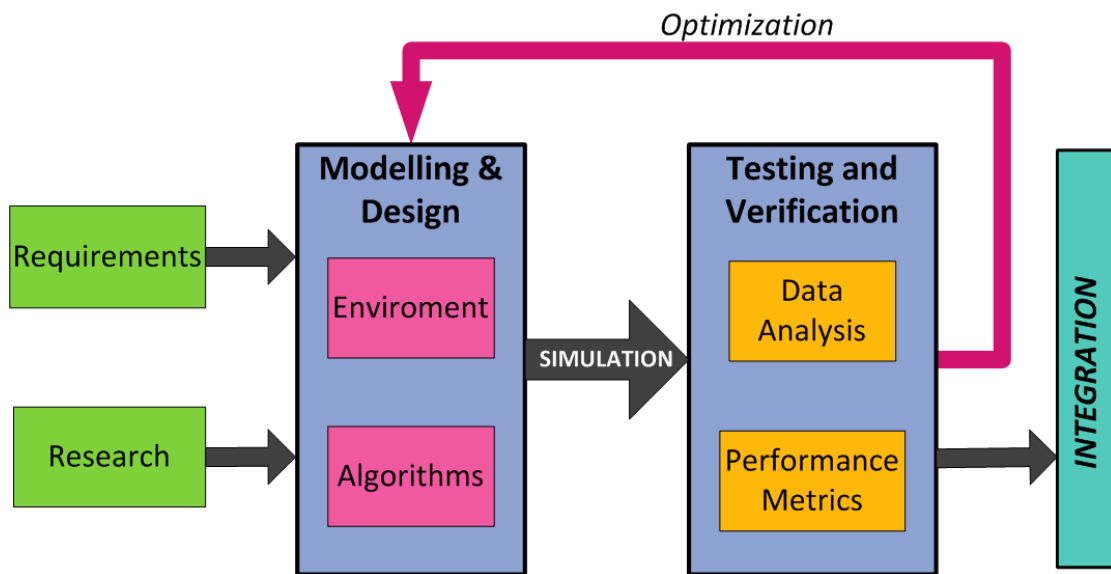 Optimization
Modelling &
Design
Testing and
Verification
Requirements
Enviroment
Data
Analysis
SIMULATION
INTEGRATION
Research
Algorithms
Performance
Metrics